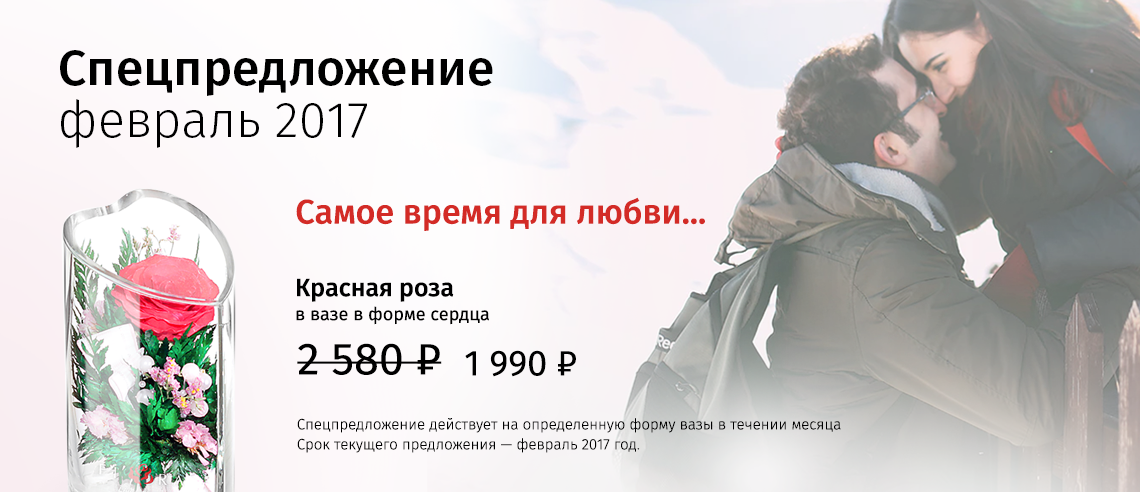 Спецпредложение
февраль 2017
Самое время для любви...
Красная роза
в вазе в форме сердца
2 580 ₽ 1 990 ₽
Спецпредложение действует на определенную форму вазы в течении месяца
Срок текущего предложения — февраль 2017 год.